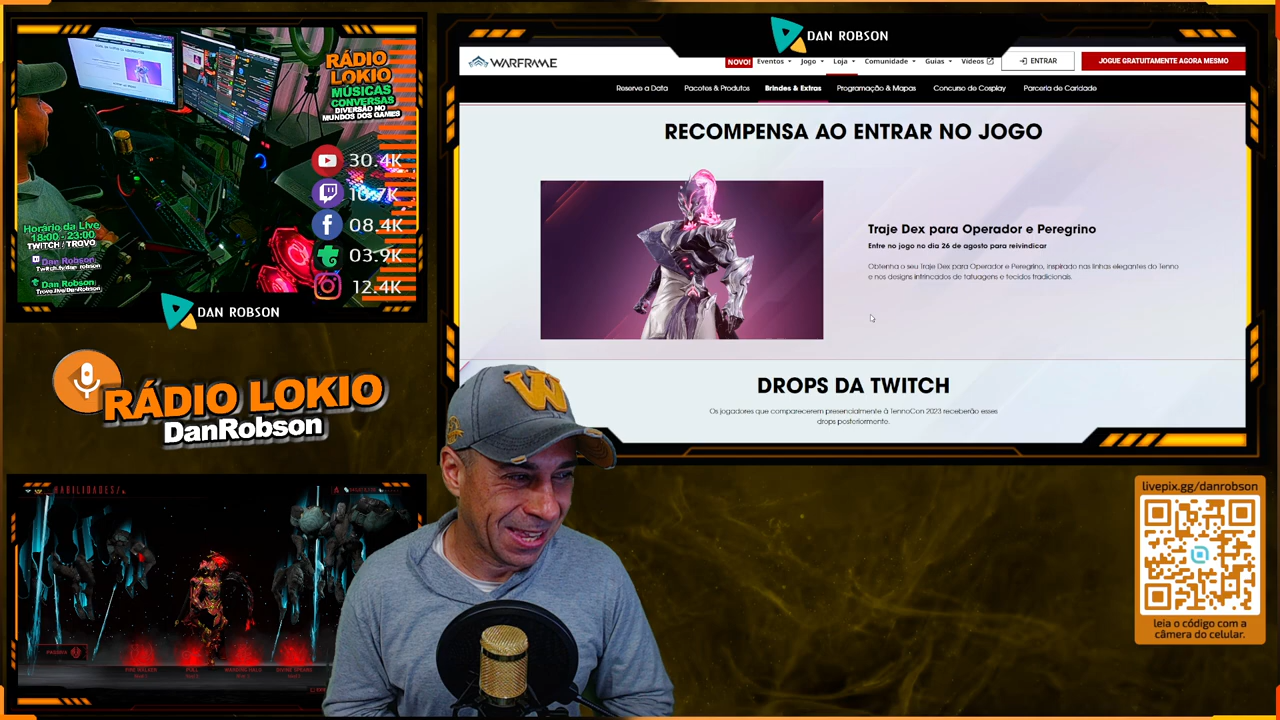 RÁDIO
LOKIO
MÚSICAS
CONVERSAS
DIVERSÃO NO
MUNDOS DOS GAMES
30.4K
10.7K
08.4K
03.9K
12.4K
Horário da Live
18:00 - 23:00
TWITCH / TROVO
Dan Robson
Twitch.tv/dan_robson
Dan Robson
Trovo.live/DanRobson
DAN ROBSON
RÁDIO LOKIO
DanRobson
HABILIDADES/
DAN ROBSON
WARFRAME
NOVO! Eventos Jogo Loja Comunidade Guias Vídeos ENTRAR JOGUE GRATUITAMENTE AGORA MESMO
Reserve a Data Pacotes & Produtos Brindes & Extras Programação & Mapas Concurso de Cosplay Parceria de Caridade
RECOMPENSA AO ENTRAR NO JOGO
Traje Dex para Operador e Peregrino
Entre no jogo no dia 26 de agosto para reivindicar
Obtenha o seu Traje Dex para Operador e Peregrino, inspirado nas linhas elegantes do Tenno
e nos designs intrincados de tatuagens e tecidos tradicionais.
DROPS DA TWITCH
Os jogadores que comparecerem presencialmente à TennoCon 2023 receberão esses
drops posteriormente.
W
livepix.gg/danrobson
leia o código com a
câmera do celular.